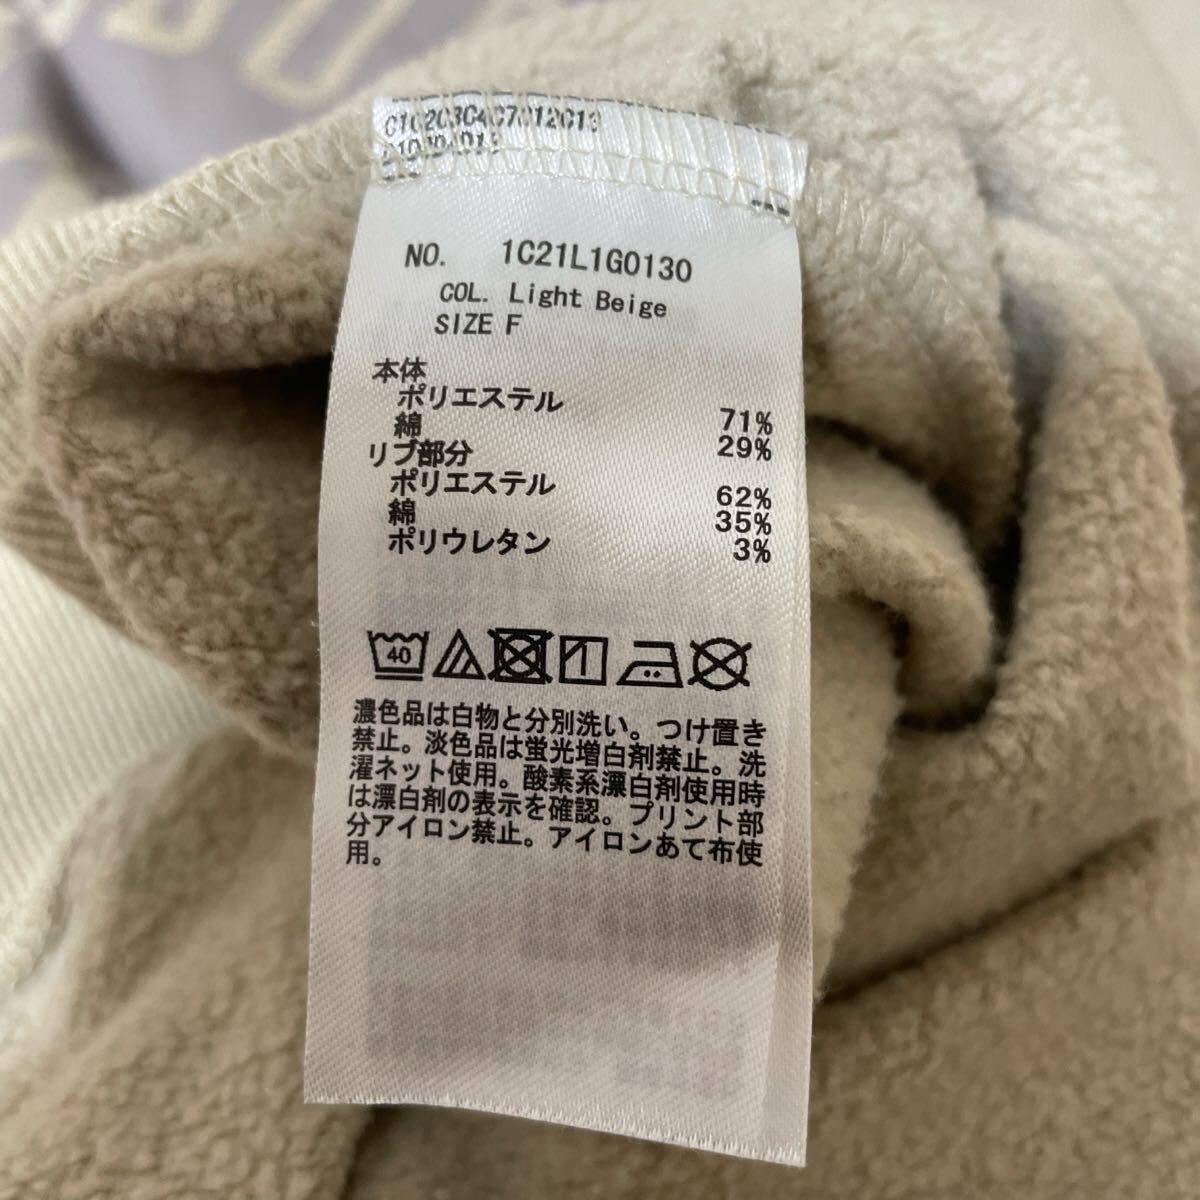 C1C2C3C4C7C12C13
NO. 1C21L1G0130
COL. Light Beige
SIZE F
本体
ポリエステル 71%
綿 29%
リブ部分
ポリエステル 62%
綿 35%
ポリウレタン 3%
40
濃色品は白物と分別洗い。つけ置き
禁止。淡色品は蛍光増白剤禁止。洗
濯ネット使用。酸素系漂白剤使用時
は漂白剤の表示を確認。プリント部
分アイロン禁止。アイロンあて布使
用。